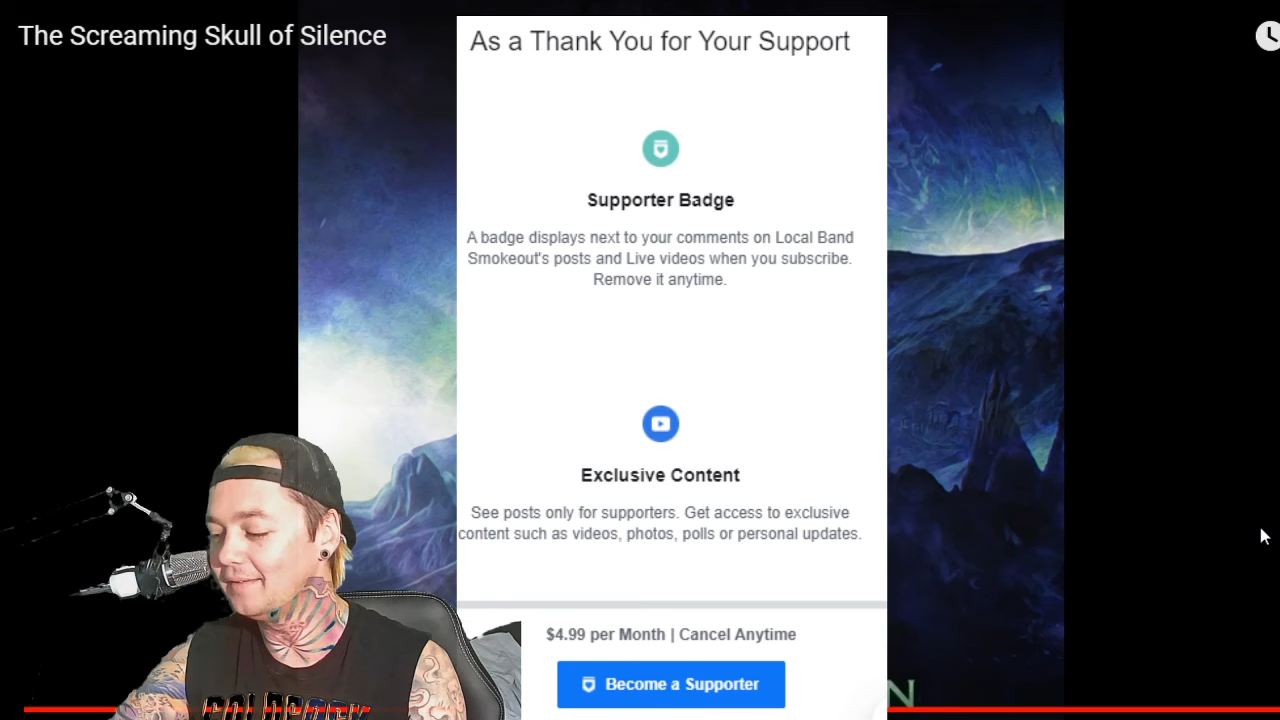 The Screaming Skull of Silence
As a Thank You for Your Support
Supporter Badge
A badge displays next to your comments on Local Band
Smokeout's posts and Live videos when you subscribe.
Remove it anytime.
Exclusive Content
See posts only for supporters. Get access to exclusive
content such as videos, photos, polls or personal updates.
$4.99 per Month | Cancel Anytime
Become a Supporter
N